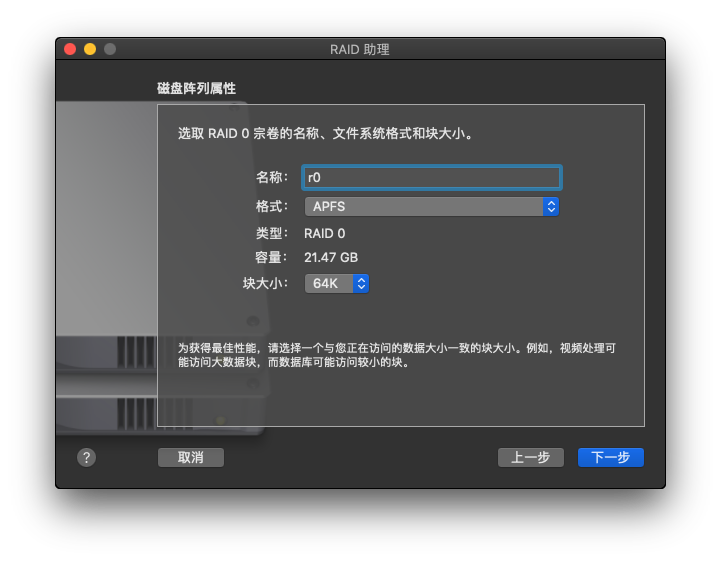 RAID 助理
磁盘阵列属性
选取 RAID 0 宗卷的名称、文件系统格式和块大小。
名称： r0
格式： APFS
类型： RAID 0
容量： 21.47 GB
块大小： 64K
为获得最佳性能，请选择一个与您正在访问的数据大小一致的块大小。例如，视频处理可
能访问大数据块，而数据库可能访问较小的块。
? 取消 上一步 下一步